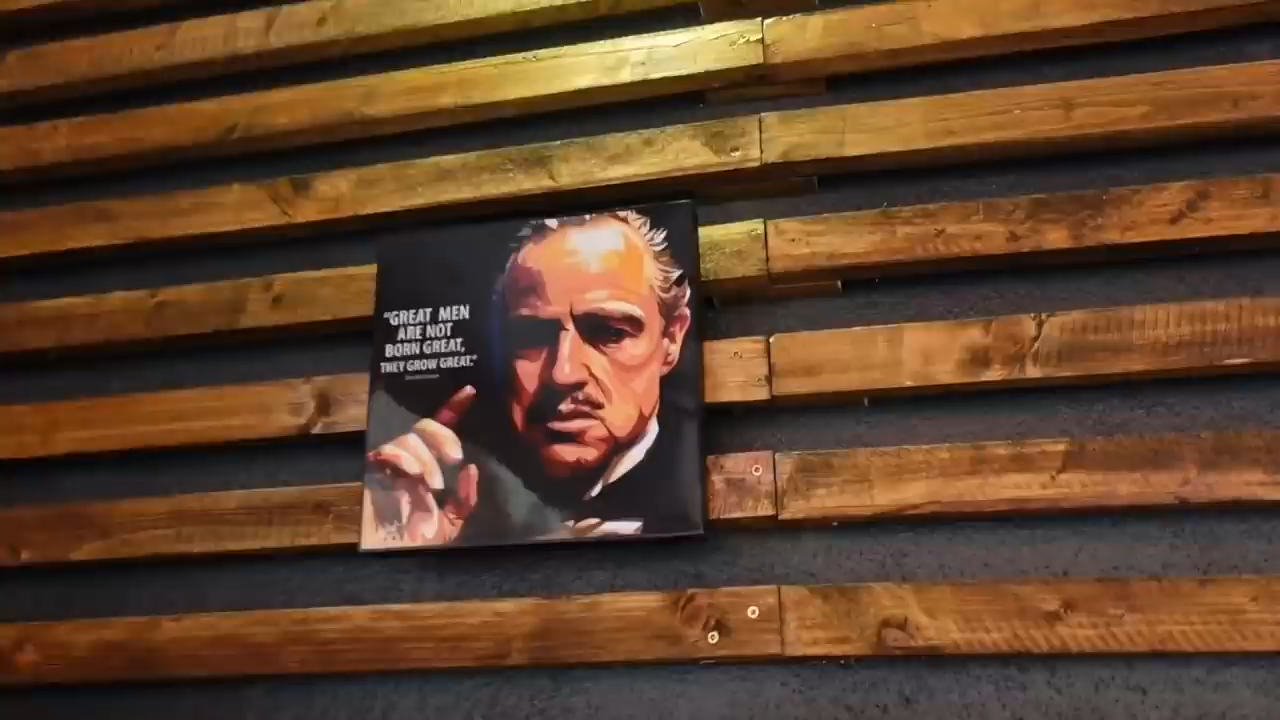 “GREAT MEN
ARE NOT
BORN GREAT,
THEY GROW GREAT.”